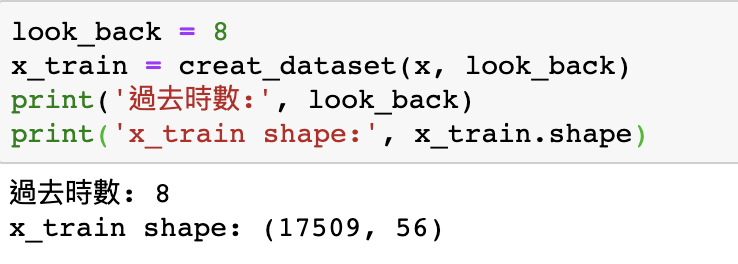 look_back = 8
x_train = creat_dataset(x, look_back)
print('過去時數:', look_back)
print('x_train shape:', x_train.shape)
過去時數: 8
x_train shape: (17509, 56)